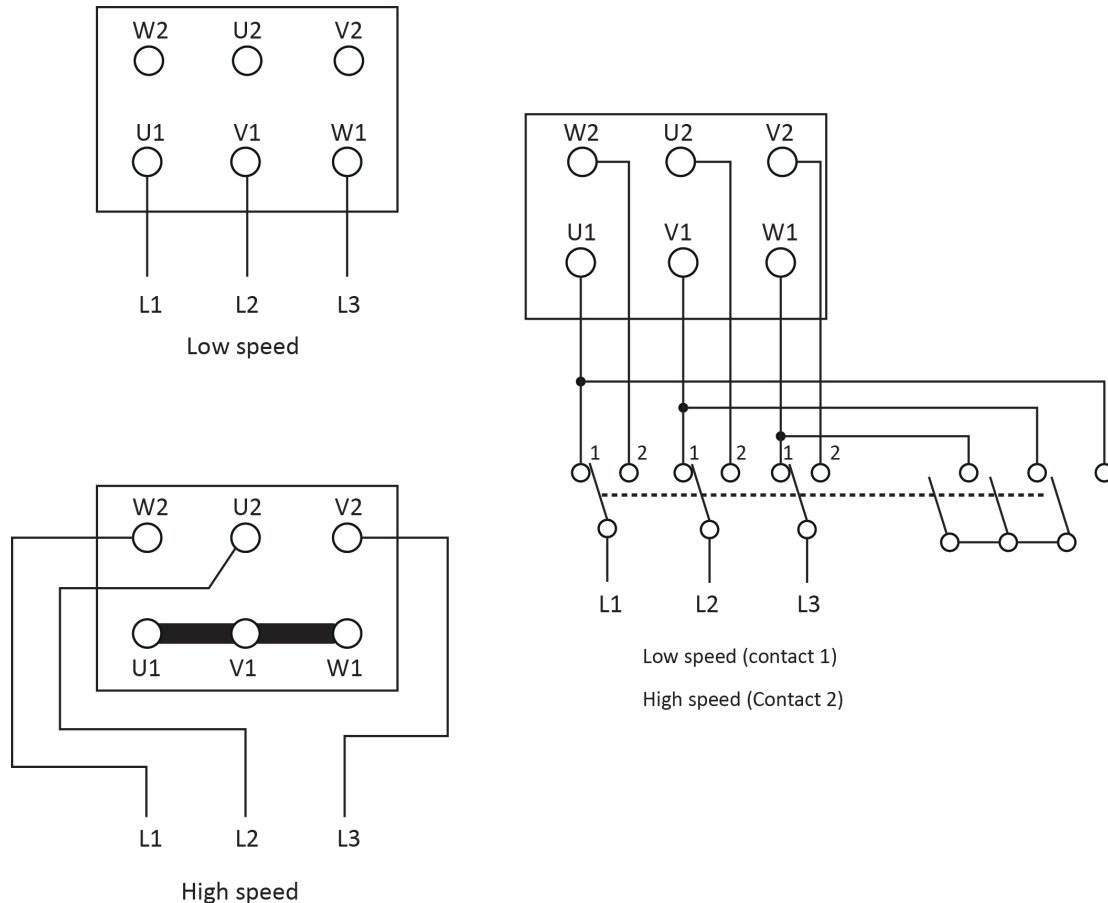 W2 U2 V2
U1 V1 W1
L1 L2 L3
Low speed
W2 U2 V2
U1 V1 W1
L1 L2 L3
High speed
W2 U2 V2
U1 V1 W1
1 2 1 2 1 2
L1 L2 L3
Low speed (contact 1)
High speed (Contact 2)